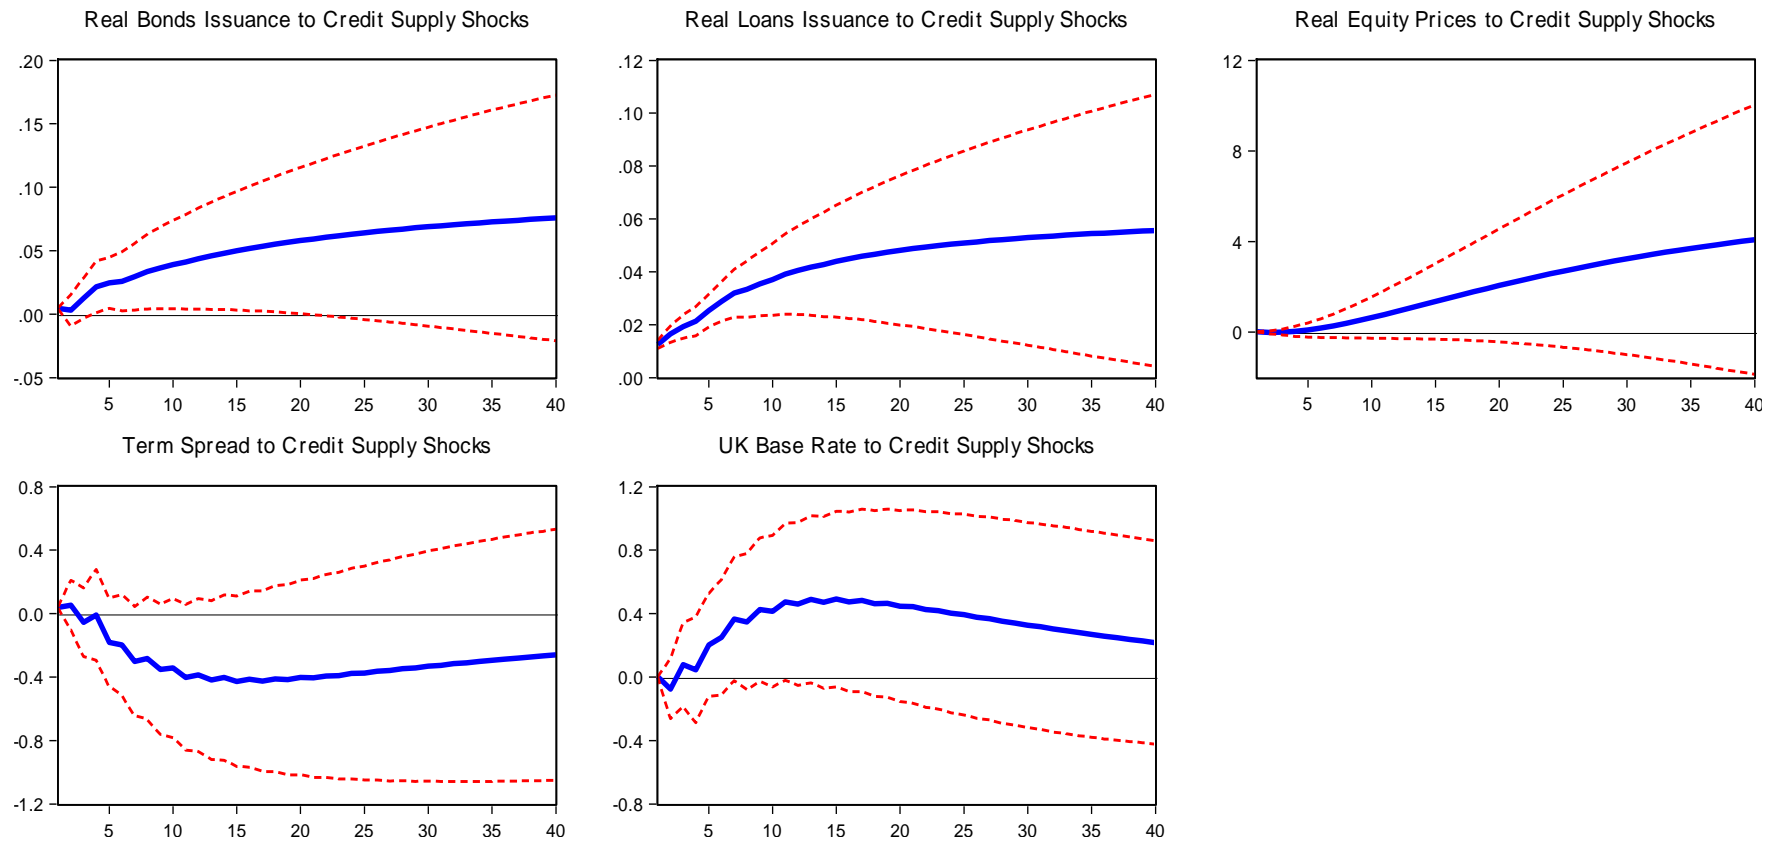 Real Bonds Issuance to Credit Supply Shocks
.20
.15
.10
.05
.00
-.05
5 10 15 20 25 30 35 40
Real Loans Issuance to Credit Supply Shocks
.12
.10
.08
.06
.04
.02
.00
5 10 15 20 25 30 35 40
Real Equity Prices to Credit Supply Shocks
12
8
4
0
5 10 15 20 25 30 35 40
Term Spread to Credit Supply Shocks
0.8
0.4
0.0
-0.4
-0.8
-1.2
5 10 15 20 25 30 35 40
UK Base Rate to Credit Supply Shocks
1.2
0.8
0.4
0.0
-0.4
-0.8
5 10 15 20 25 30 35 40